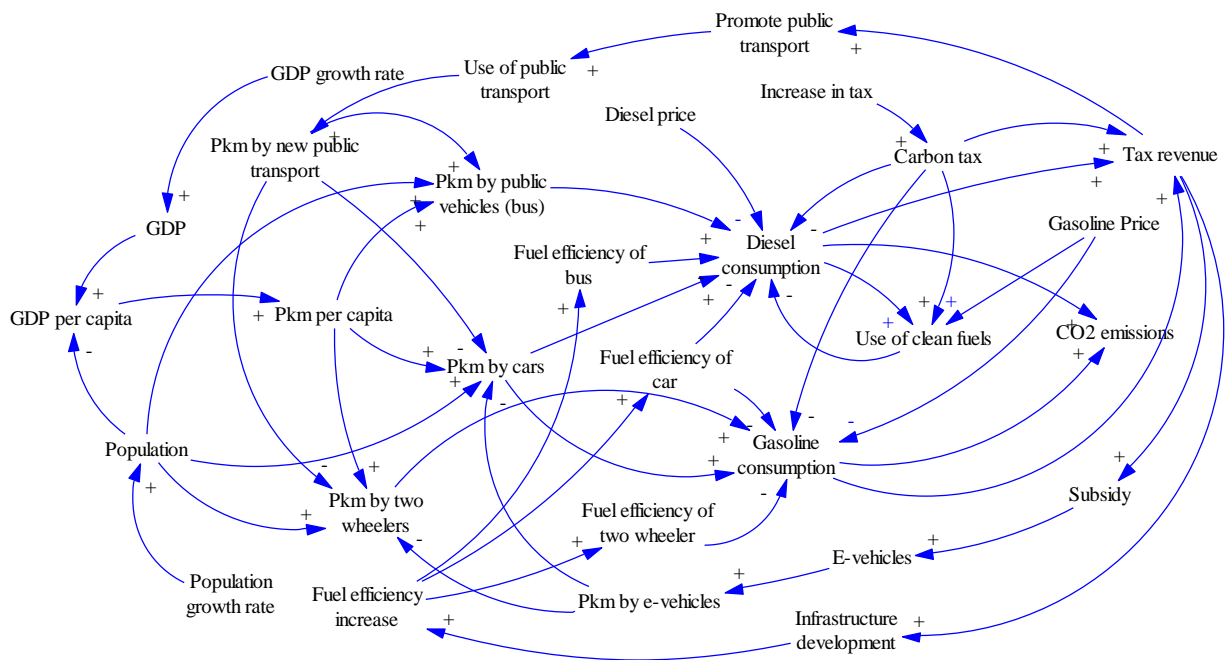 Promote public
transport
GDP growth rate
Use of public
transport
Increase in tax
Diesel price
Pkm by new public
transport
Carbon tax
Tax revenue
Pkm by public
vehicles (bus)
GDP
Gasoline Price
Fuel efficiency of
bus
Diesel
consumption
GDP per capita
Pkm per capita
Use of clean fuels
CO2 emissions
Pkm by cars
Fuel efficiency of
car
Population
Gasoline
consumption
Pkm by two
wheelers
Subsidy
Fuel efficiency of
two wheeler
E-vehicles
Population
growth rate
Fuel efficiency
increase
Pkm by e-vehicles
Infrastructure
development